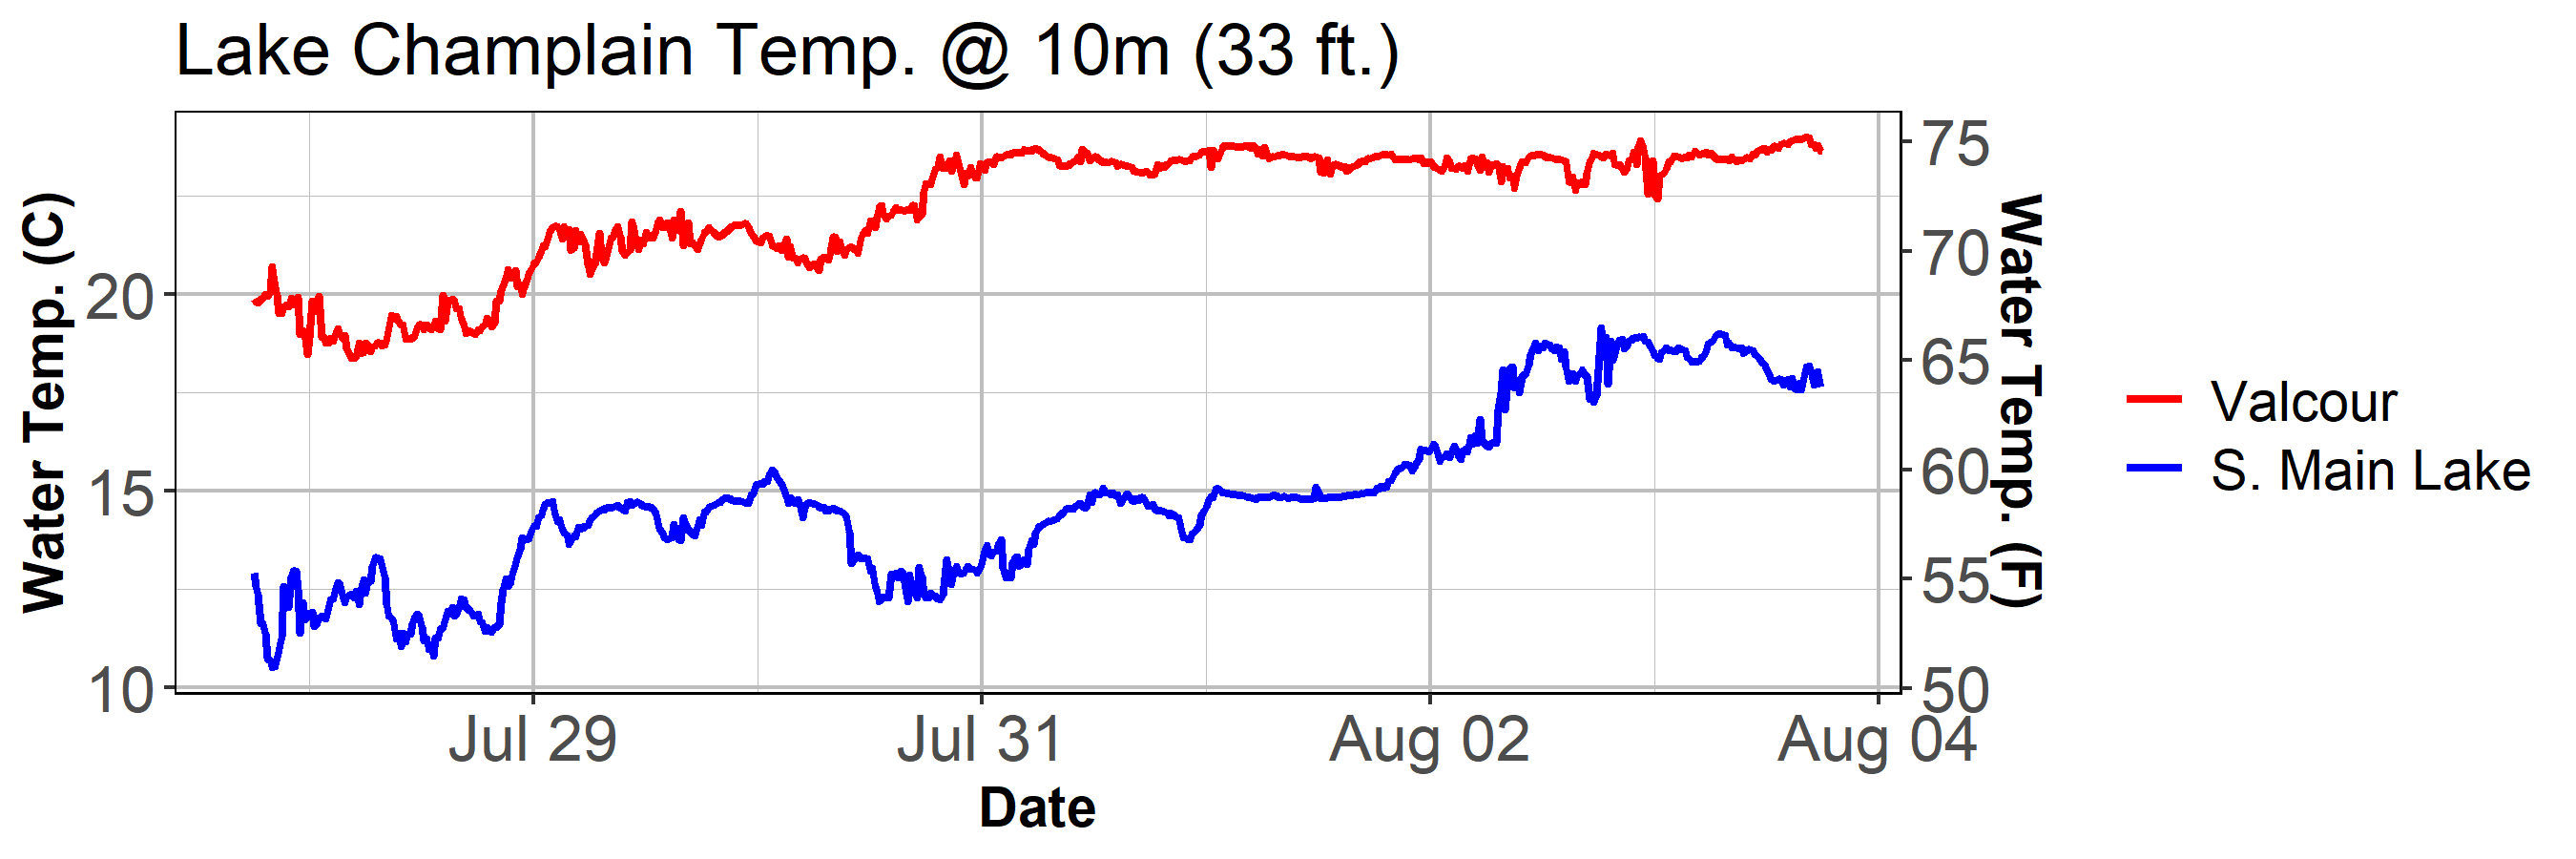 Lake Champlain Temp. @ 10m (33 ft.)
Water Temp. (C)
20
15
10
75
70
65
60
55
50
Water Temp. (F)
Jul 29
Jul 31
Aug 02
Aug 04
Date
Valcour
S. Main Lake